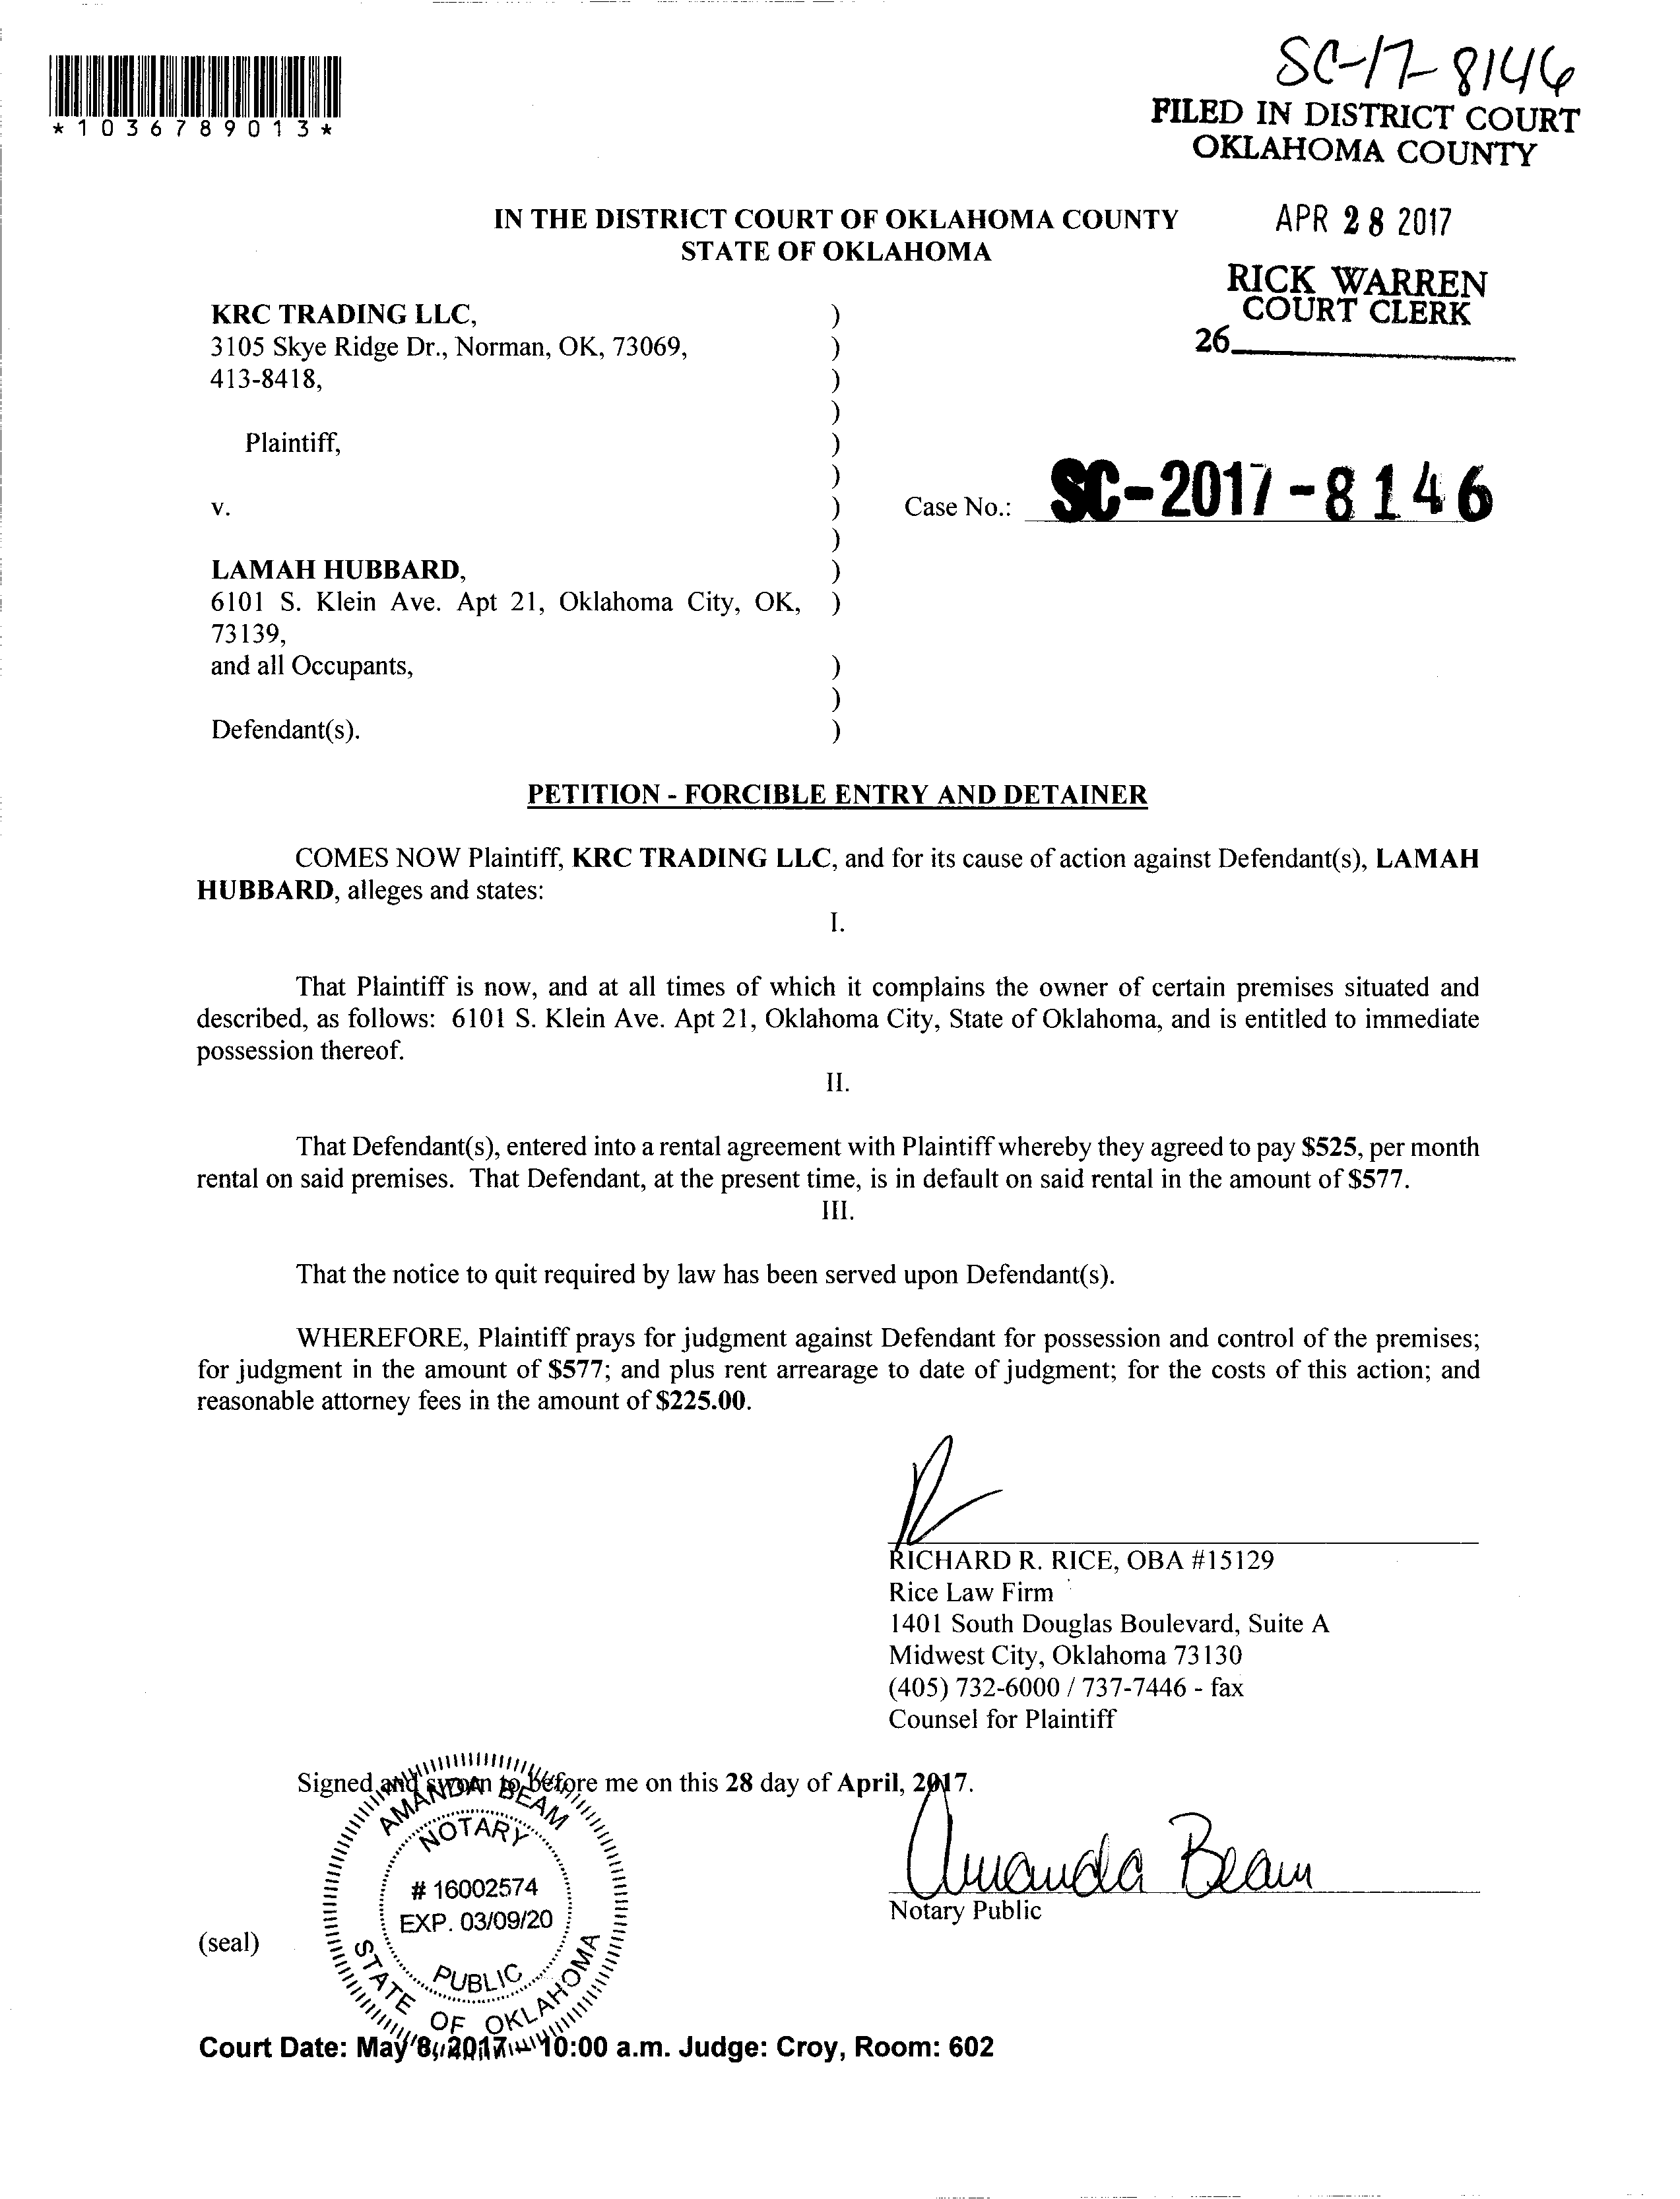 SC-17-8146
*1036789013*
FILED IN DISTRICT COURT
OKLAHOMA COUNTY
APR 28 2017
RICK WARREN
COURT CLERK
26
IN THE DISTRICT COURT OF OKLAHOMA COUNTY
STATE OF OKLAHOMA
KRC TRADING LLC, )
3105 Skye Ridge Dr., Norman, OK, 73069, )
413-8418, )
)
Plaintiff, )
)
v. ) Case No.: SC-2017-8146
)
LAMAH HUBBARD, )
6101 S. Klein Ave. Apt 21, Oklahoma City, OK, )
73139,
and all Occupants, )
)
Defendant(s). )
PETITION - FORCIBLE ENTRY AND DETAINER
COMES NOW Plaintiff, KRC TRADING LLC, and for its cause of action against Defendant(s), LAMAH
HUBBARD, alleges and states:
I.
That Plaintiff is now, and at all times of which it complains the owner of certain premises situated and
described, as follows: 6101 S. Klein Ave. Apt 21, Oklahoma City, State of Oklahoma, and is entitled to immediate
possession thereof.
II.
That Defendant(s), entered into a rental agreement with Plaintiff whereby they agreed to pay $525, per month
rental on said premises. That Defendant, at the present time, is in default on said rental in the amount of $577.
III.
That the notice to quit required by law has been served upon Defendant(s).
WHEREFORE, Plaintiff prays for judgment against Defendant for possession and control of the premises;
for judgment in the amount of $577; and plus rent arrearage to date of judgment; for the costs of this action; and
reasonable attorney fees in the amount of $225.00.
RICHARD R. RICE, OBA #15129
Rice Law Firm
1401 South Douglas Boulevard, Suite A
Midwest City, Oklahoma 73130
(405) 732-6000 / 737-7446 - fax
Counsel for Plaintiff
Signed and sworn to before me on this 28 day of April, 2017.
AMANDA BEAM
NOTARY
# 16002574
EXP. 03/09/20
PUBLIC
STATE OF OKLAHOMA
Amanda Beam
Notary Public
(seal)
Court Date: May 8, 2017 10:00 a.m. Judge: Croy, Room: 602